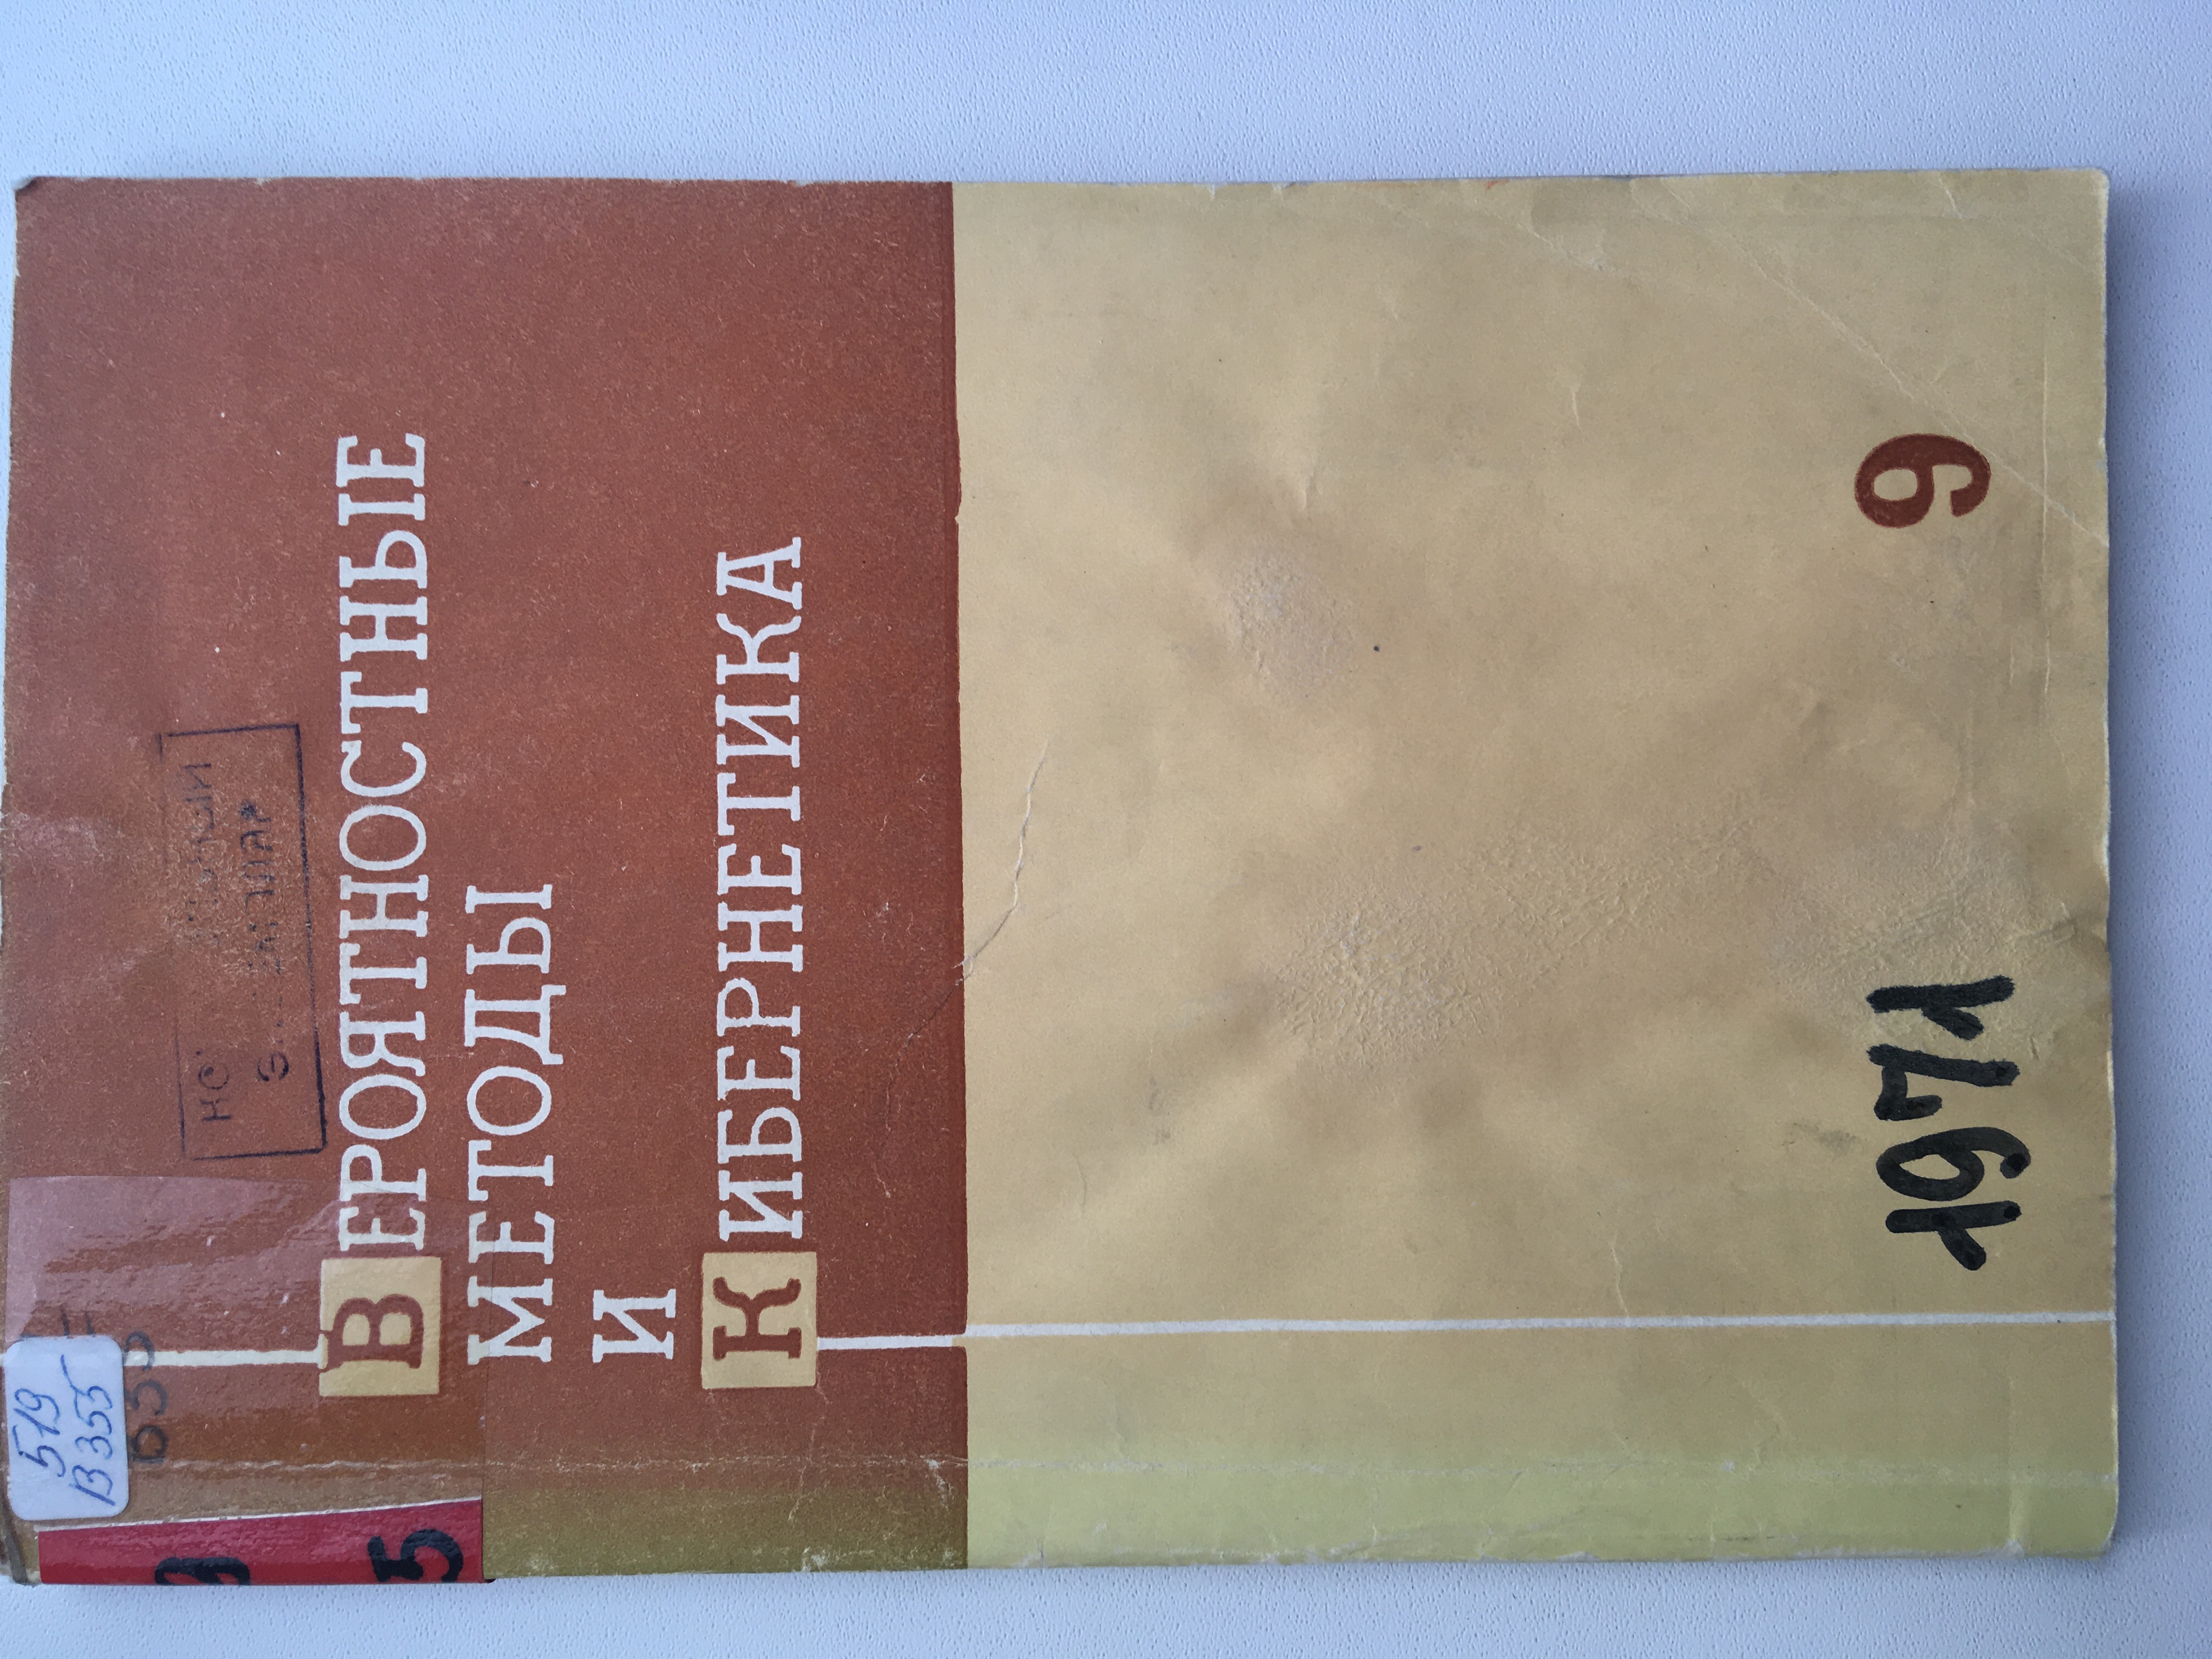 519
В355
ВЕРОЯТНОСТНЫЕ
МЕТОДЫ
И
КИБЕРНЕТИКА
1971
9